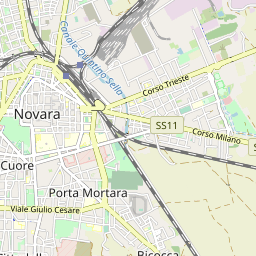 Canale Quintino Sella
Corso Trieste
Novara
SS11
Corso Milano
S
Cuore
Porta Mortara
Viale Giulio Cesare
Bicocca